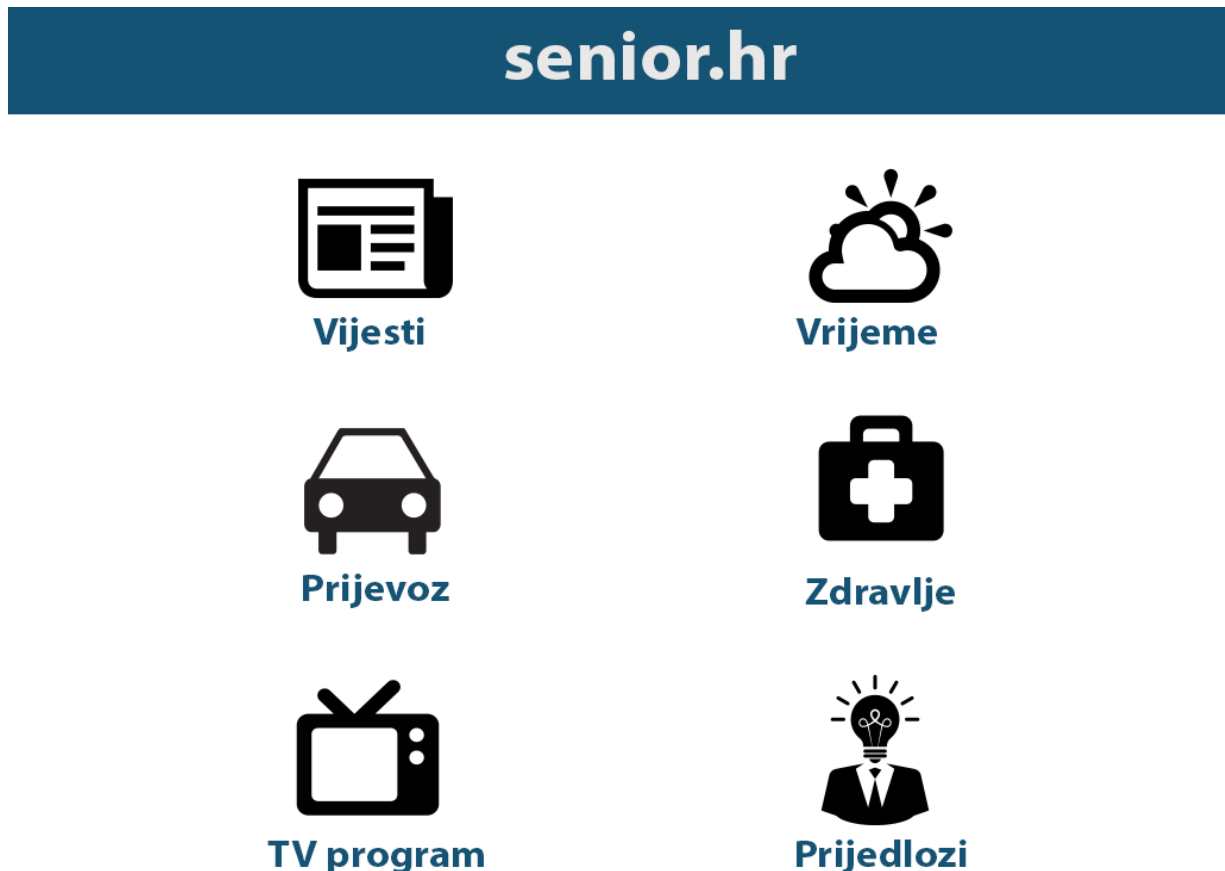 senior.hr
Vijesti
Vrijeme
Prijevoz
Zdravlje
TV program
Prijedlozi